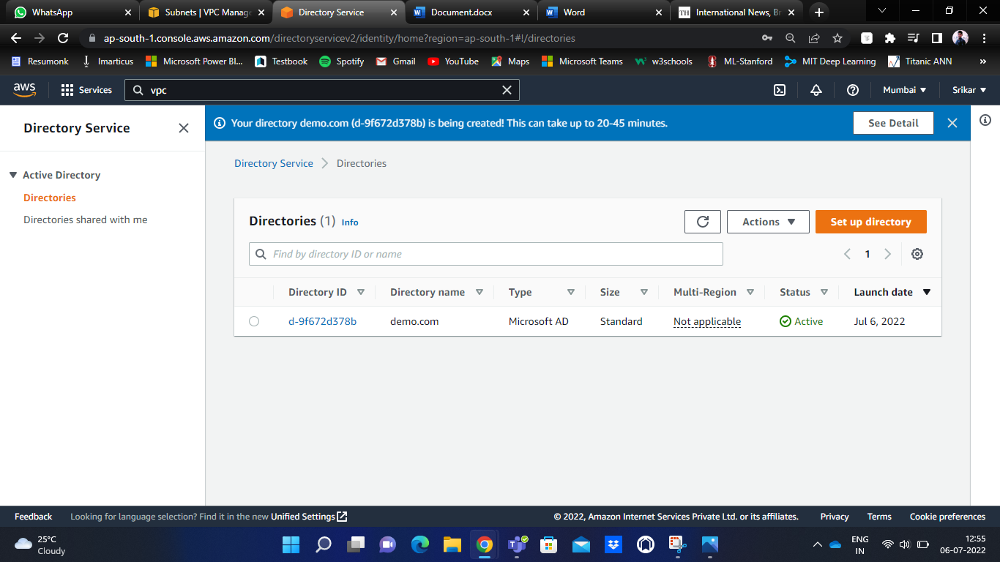 WhatsApp
Subnets | VPC Manage
Directory Service
Document.docx
Word
International News, Br
ap-south-1.console.aws.amazon.com/directoryservicev2/identity/home?region=ap-south-1#!/directories
Resumonk
Imarticus
Microsoft Power BI...
Testbook
Spotify
Gmail
YouTube
Maps
Microsoft Teams
w3schools
ML-Stanford
MIT Deep Learning
Titanic ANN
»
aws
Services
vpc
Mumbai
Srikar
Directory Service
Your directory demo.com (d-9f672d378b) is being created! This can take up to 20-45 minutes.
See Detail
Active Directory
Directories
Directories shared with me
Directory Service
Directories
Directories (1) Info
Actions
Set up directory
Find by directory ID or name
1
Directory ID
Directory name
Type
Size
Multi-Region
Status
Launch date
d-9f672d378b
demo.com
Microsoft AD
Standard
Not applicable
Active
Jul 6, 2022
Feedback
Looking for language selection? Find it in the new Unified Settings
© 2022, Amazon Internet Services Private Ltd. or its affiliates.
Privacy
Terms
Cookie preferences
25°C
Cloudy
ENG
IN
12:55
06-07-2022